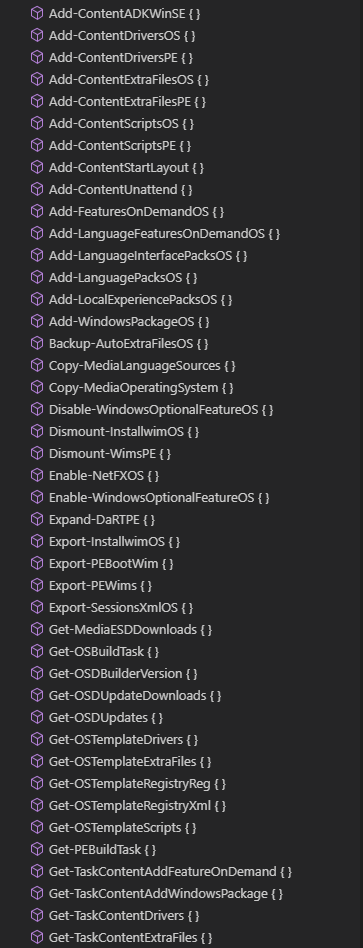 Add-ContentADKWinSE { }
Add-ContentDriversOS { }
Add-ContentDriversPE { }
Add-ContentExtraFilesOS { }
Add-ContentExtraFilesPE { }
Add-ContentScriptsOS { }
Add-ContentScriptsPE { }
Add-ContentStartLayout { }
Add-ContentUnattend { }
Add-FeaturesOnDemandOS { }
Add-LanguageFeaturesOnDemandOS { }
Add-LanguageInterfacePacksOS { }
Add-LanguagePacksOS { }
Add-LocalExperiencePacksOS { }
Add-WindowsPackageOS { }
Backup-AutoExtraFilesOS { }
Copy-MediaLanguageSources { }
Copy-MediaOperatingSystem { }
Disable-WindowsOptionalFeatureOS { }
Dismount-InstallwimOS { }
Dismount-WimsPE { }
Enable-NetFXOS { }
Enable-WindowsOptionalFeatureOS { }
Expand-DaRTPE { }
Export-InstallwimOS { }
Export-PEBootWim { }
Export-PEWims { }
Export-SessionsXmlOS { }
Get-MediaESDDownloads { }
Get-OSBuildTask { }
Get-OSDBuilderVersion { }
Get-OSDUpdateDownloads { }
Get-OSDUpdates { }
Get-OSTemplateDrivers { }
Get-OSTemplateExtraFiles { }
Get-OSTemplateRegistryReg { }
Get-OSTemplateRegistryXml { }
Get-OSTemplateScripts { }
Get-PEBuildTask { }
Get-TaskContentAddFeatureOnDemand { }
Get-TaskContentAddWindowsPackage { }
Get-TaskContentDrivers { }
Get-TaskContentExtraFiles { }